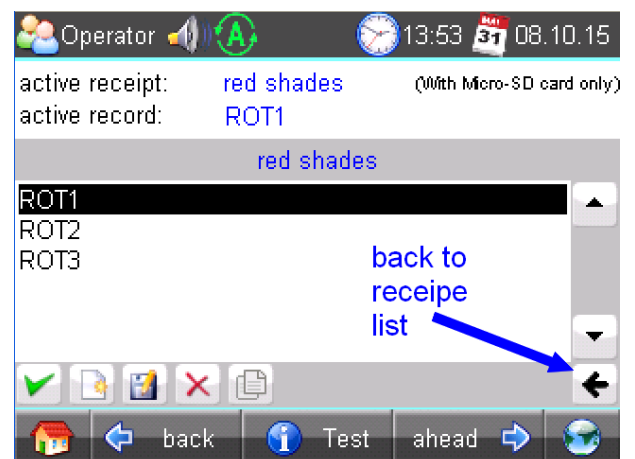 Operator A 13:53 31 08.10.15
active receipt: red shades (With Micro-SD card only)
active record: ROT1
red shades
ROT1
ROT2
ROT3
back to
receipe
list
back i Test ahead